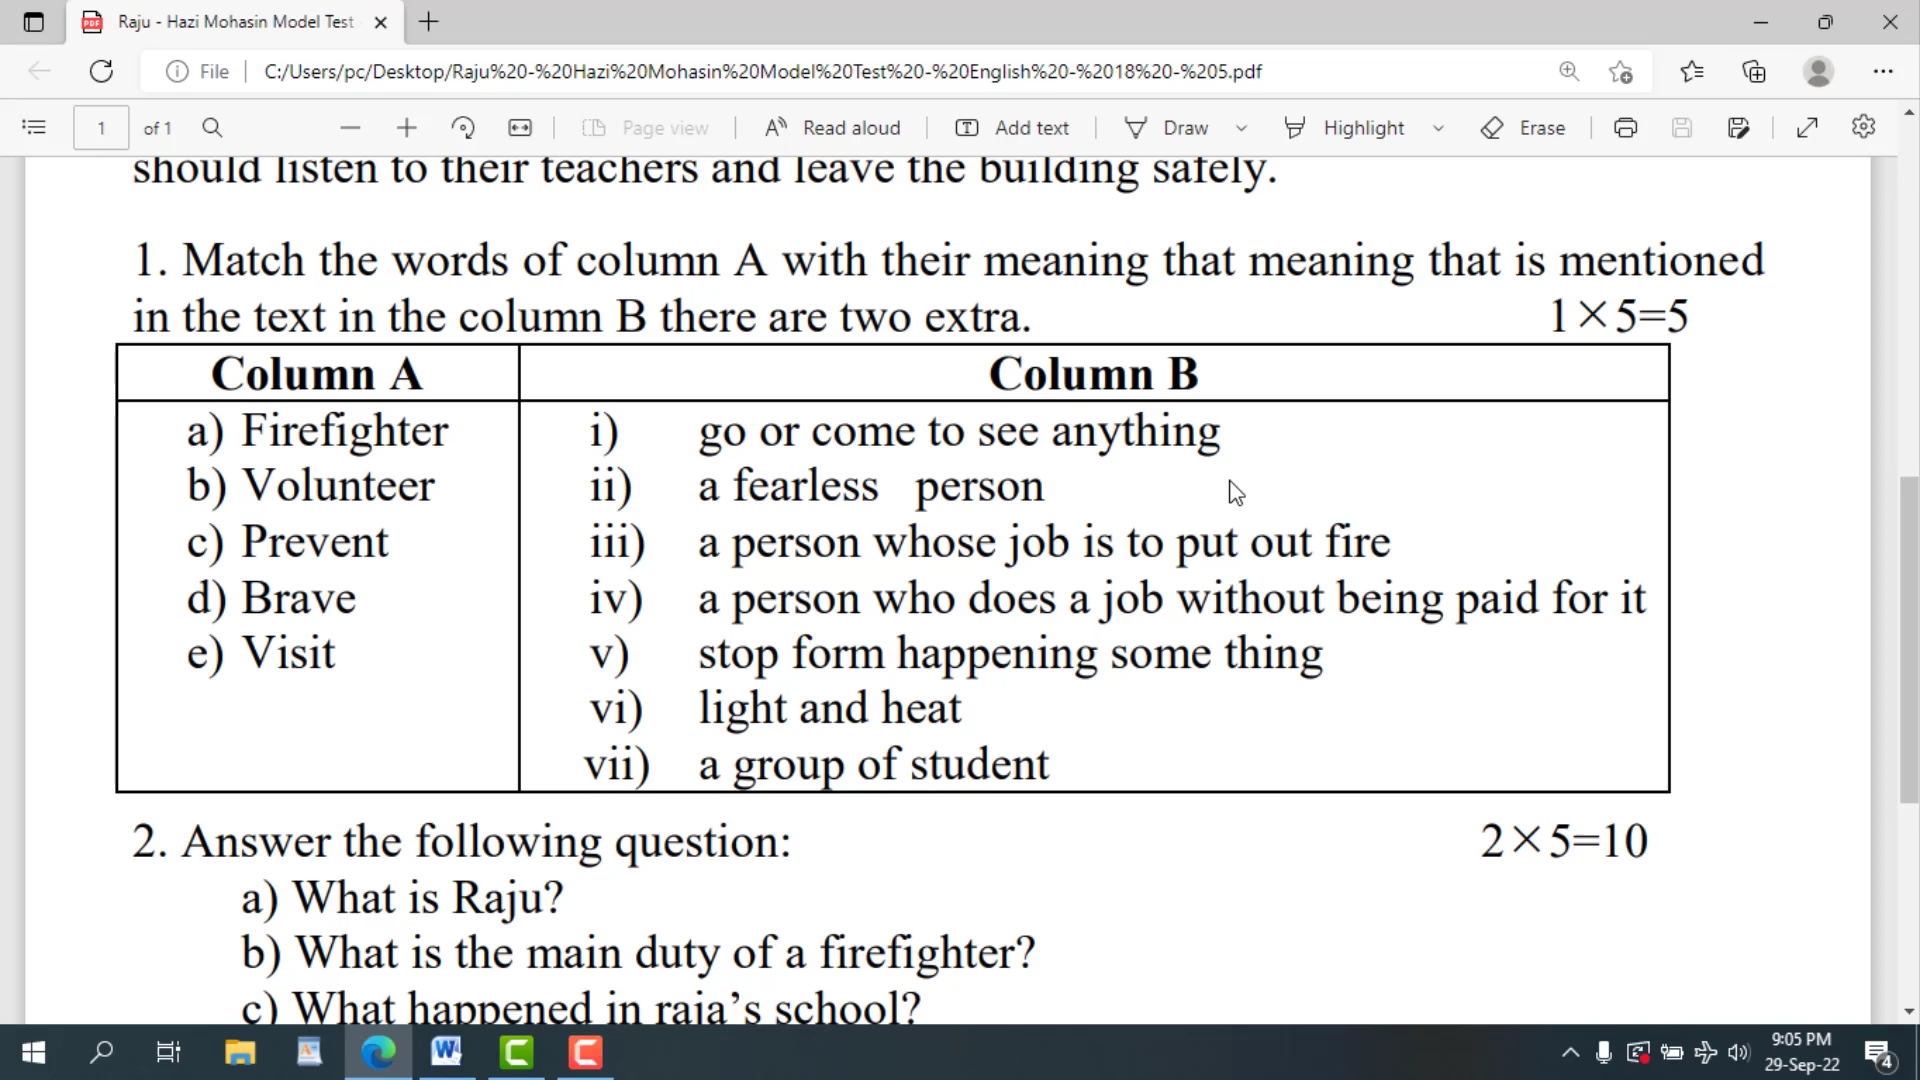 Raju - Hazi Mohasin Model Test
File
C:/Users/pc/Desktop/Raju%20-%20Hazi%20Mohasin%20Model%20Test%20-%20English%20-%2018%20-%205.pdf
1 of 1
Page view
Read aloud
Add text
Draw
Highlight
Erase
should listen to their teachers and leave the building safely.
1. Match the words of column A with their meaning that meaning that is mentioned
in the text in the column B there are two extra. 1×5=5
Column A Column B
a) Firefighter i) go or come to see anything
b) Volunteer ii) a fearless person
c) Prevent iii) a person whose job is to put out fire
d) Brave iv) a person who does a job without being paid for it
e) Visit v) stop form happening some thing
vi) light and heat
vii) a group of student
2. Answer the following question: 2×5=10
a) What is Raju?
b) What is the main duty of a firefighter?
c) What happened in raja’s school?
9:05 PM
29-Sep-22
4